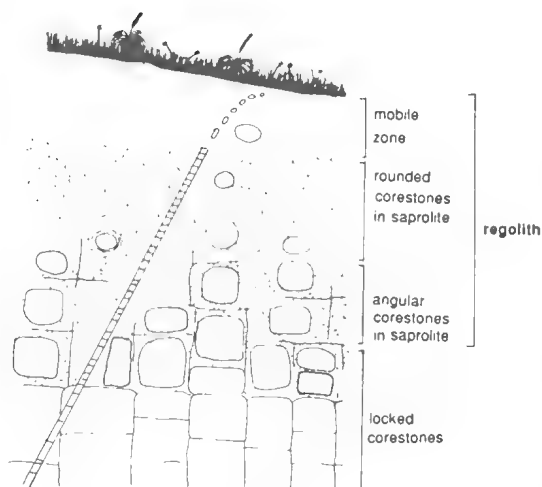 mobile
zone
rounded
corestones
in saprolite
regolith
angular
corestones
in saprolite
locked
corestones